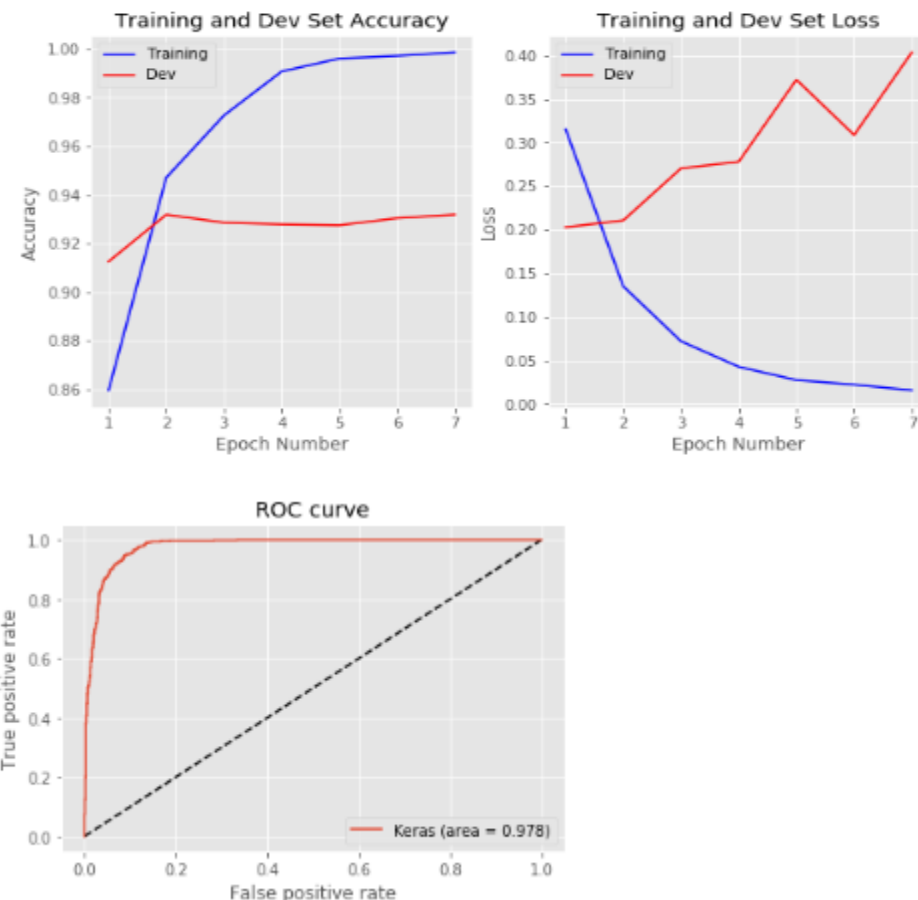 Training and Dev Set Accuracy
Training
Dev
1.00
0.98
0.96
0.94
0.92
0.90
0.88
0.86
Accuracy
1 2 3 4 5 6 7
Epoch Number
Training and Dev Set Loss
Training
Dev
0.40
0.35
0.30
0.25
0.20
0.15
0.10
0.05
0.00
Loss
1 2 3 4 5 6 7
Epoch Number
ROC curve
1.0
0.8
0.6
0.4
0.2
0.0
True positive rate
Keras (area = 0.978)
0.0 0.2 0.4 0.6 0.8 1.0
False positive rate